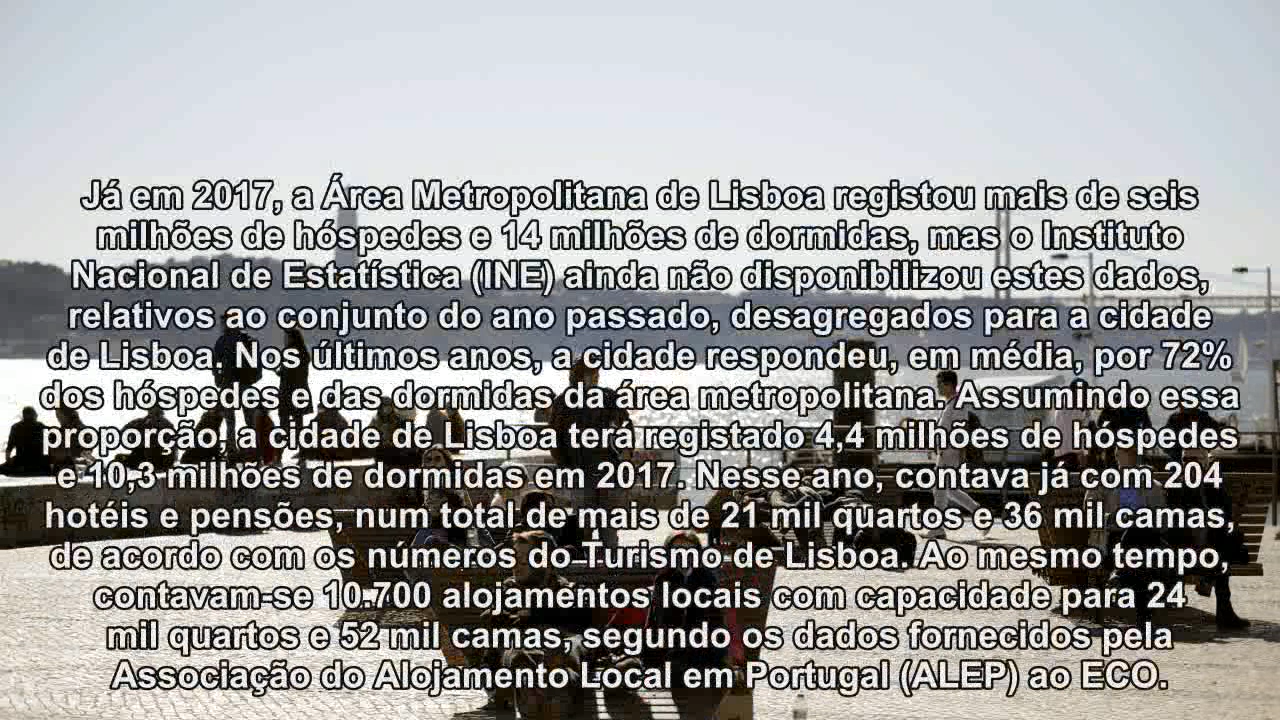 Já em 2017, a Área Metropolitana de Lisboa registou mais de seis
milhões de hóspedes e 14 milhões de dormidas, mas o Instituto
Nacional de Estatística (INE) ainda não disponibilizou estes dados,
relativos ao conjunto do ano passado, desagregados para a cidade
de Lisboa. Nos últimos anos, a cidade respondeu, em média, por 72%
dos hóspedes e das dormidas da área metropolitana. Assumindo essa
proporção, a cidade de Lisboa terá registado 4,4 milhões de hóspedes
e 10,3 milhões de dormidas em 2017. Nesse ano, contava já com 204
hotéis e pensões, num total de mais de 21 mil quartos e 36 mil camas,
de acordo com os números do Turismo de Lisboa. Ao mesmo tempo,
contavam-se 10.700 alojamentos locais com capacidade para 24
mil quartos e 52 mil camas, segundo os dados fornecidos pela
Associação do Alojamento Local em Portugal (ALEP) ao ECO.